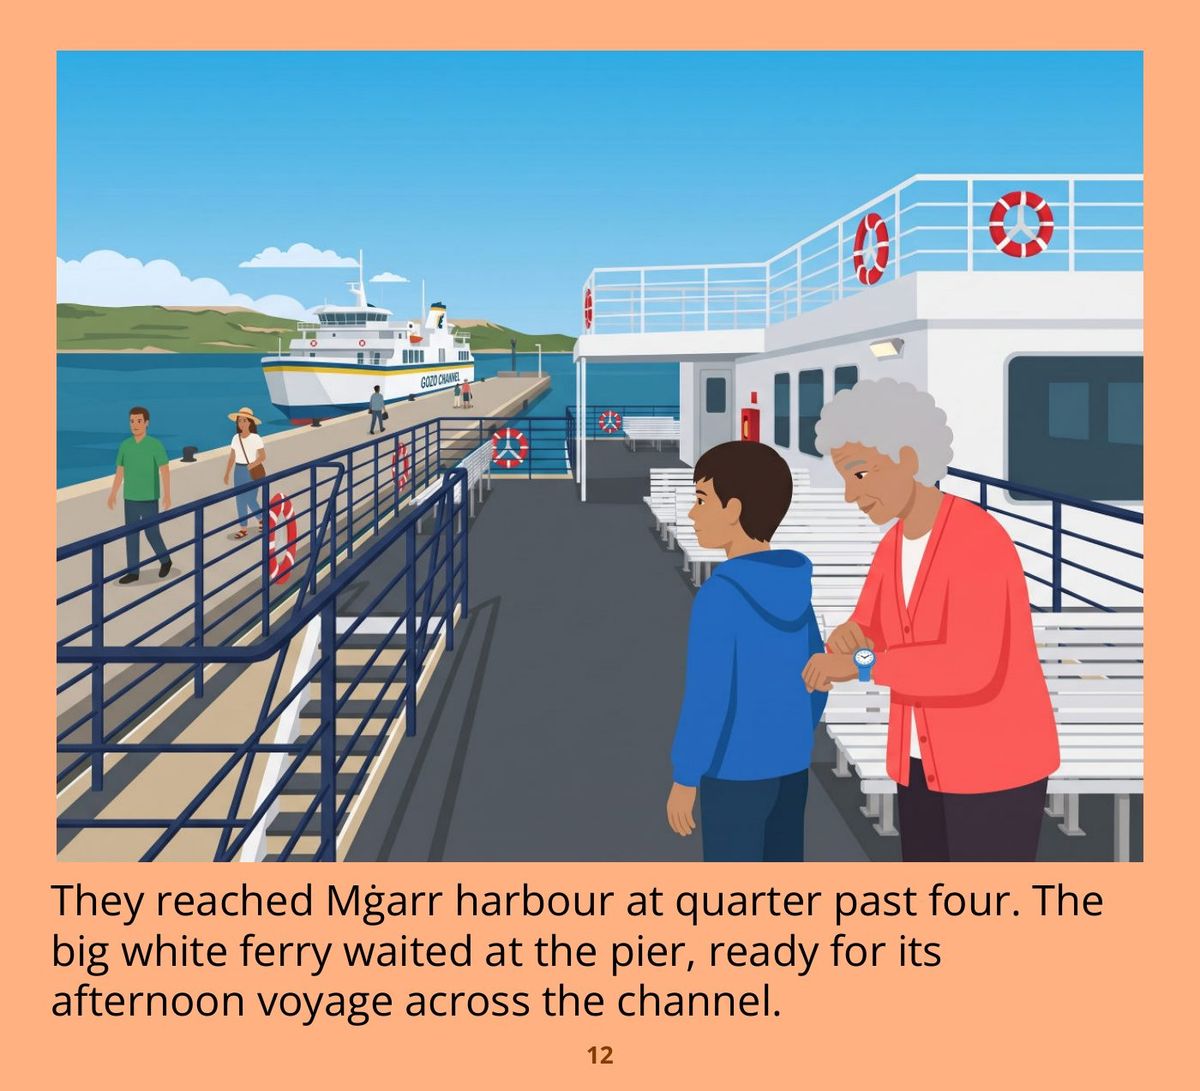 GOZO CHANNEL
They reached Mġarr harbour at quarter past four. The
big white ferry waited at the pier, ready for its
afternoon voyage across the channel.
12